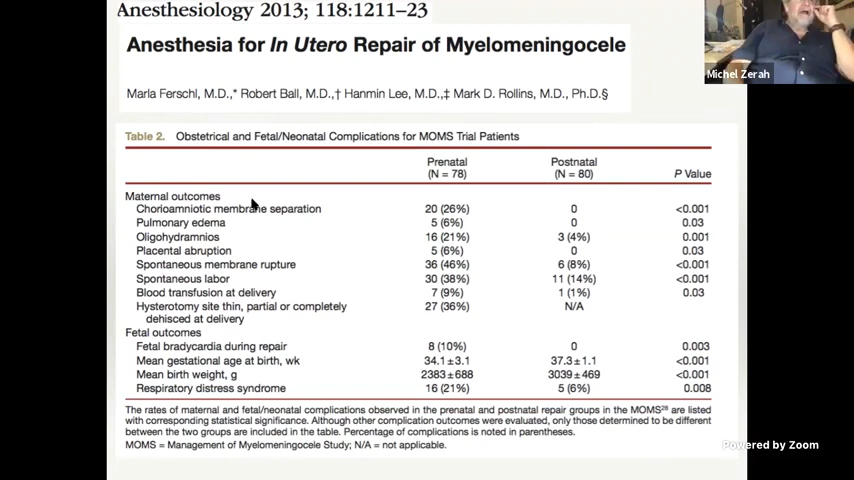 Anesthesiology 2013; 118:1211–23
Anesthesia for In Utero Repair of Myelomeningocele
Marla Ferschl, M.D.,* Robert Ball, M.D.,† Hanmin Lee, M.D.,‡ Mark D. Rollins, M.D., Ph.D.§
Michel Zerah
Table 2. Obstetrical and Fetal/Neonatal Complications for MOMS Trial Patients
Prenatal (N = 78) Postnatal (N = 80) P Value
Maternal outcomes
Chorioamniotic membrane separation 20 (26%) 0 <0.001
Pulmonary edema 5 (6%) 0 0.03
Oligohydramnios 16 (21%) 3 (4%) 0.001
Placental abruption 5 (6%) 0 0.03
Spontaneous membrane rupture 36 (46%) 6 (8%) <0.001
Spontaneous labor 30 (38%) 11 (14%) <0.001
Blood transfusion at delivery 7 (9%) 1 (1%) 0.03
Hysterotomy site thin, partial or completely 27 (36%) N/A
dehisced at delivery
Fetal outcomes
Fetal bradycardia during repair 8 (10%) 0 0.003
Mean gestational age at birth, wk 34.1±3.1 37.3±1.1 <0.001
Mean birth weight, g 2383±688 3039±469 <0.001
Respiratory distress syndrome 16 (21%) 5 (6%) 0.008
The rates of maternal and fetal/neonatal complications observed in the prenatal and postnatal repair groups in the MOMS28 are listed
with corresponding statistical significance. Although other complication outcomes were evaluated, only those determined to be different
between the two groups are included in the table. Percentage of complications is noted in parentheses.
MOMS = Management of Myelomeningocele Study; N/A = not applicable.
Powered by Zoom